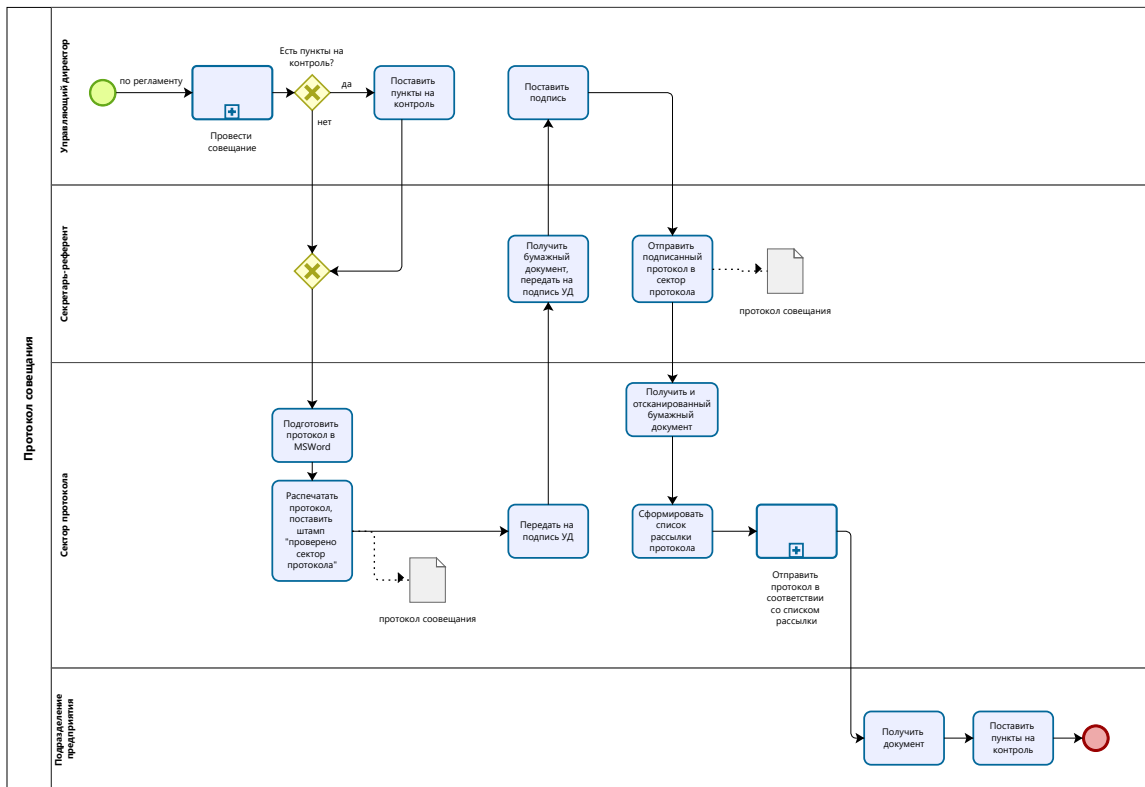 Протокол совещания
Управляющий директор
по регламенту
Провести
совещание
Есть пункты на
контроль?
да
нет
Поставить
пункты на
контроль
Поставить
подпись
Секретарь-референт
Получить
бумажный
документ,
передать на
подпись УД
Отправить
подписанный
протокол в
сектор
протокола
протокол совещания
Сектор протокола
Подготовить
протокол в
MSWord
Распечатать
протокол,
поставить
штамп
"проверено
сектор
протокола"
протокол соовещания
Передать на
подпись УД
Получить и
отсканированный
бумажный
документ
Сформировать
список
рассылки
протокола
Отправить
протокол в
соответствии
со списком
рассылки
Подразделение
предприятия
Получить
документ
Поставить
пункты на
контроль